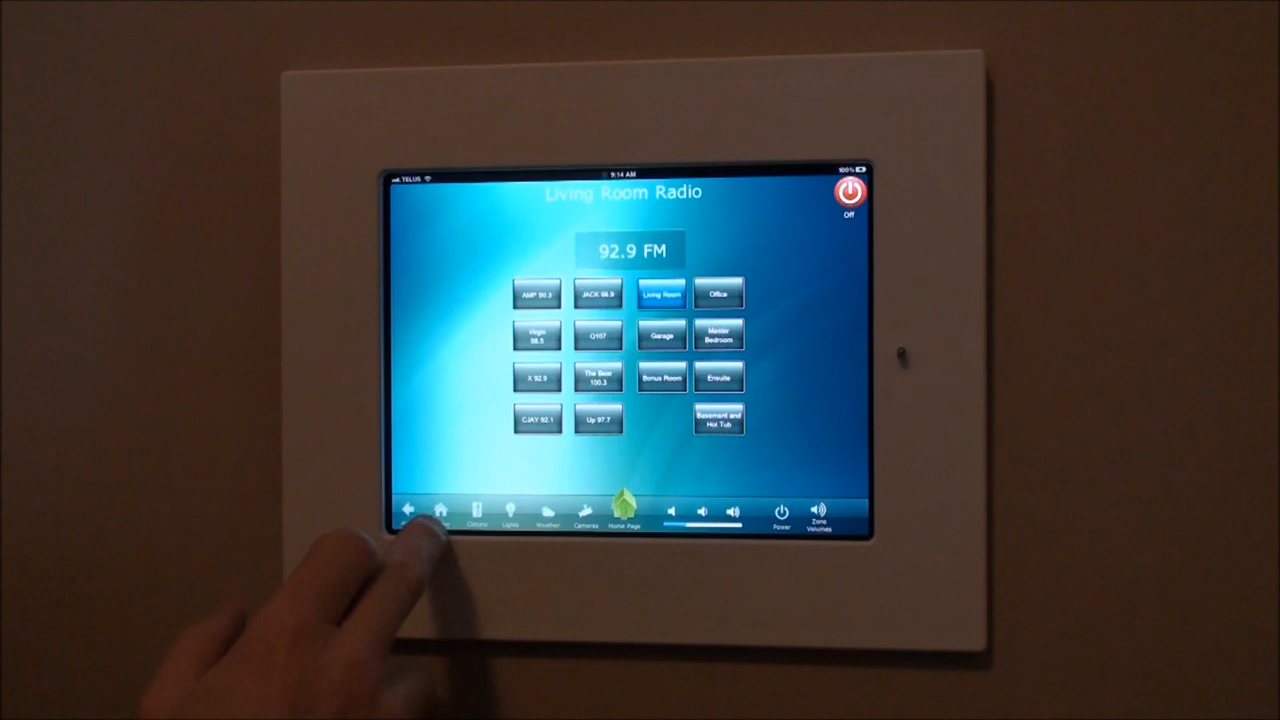 TELUS
9:14 AM
100%
Living Room Radio
Off
92.9 FM
AMP 90.3
JACK 96.9
Living Room
Office
Virgin
98.5
Q107
Garage
Master
Bedroom
X 92.9
The Bear
100.3
Bonus Room
Ensuite
CJAY 92.1
Up 97.7
Basement and
Hot Tub
Climate
Lights
Weather
Cameras
Home Page
Power
Zone
Volumes